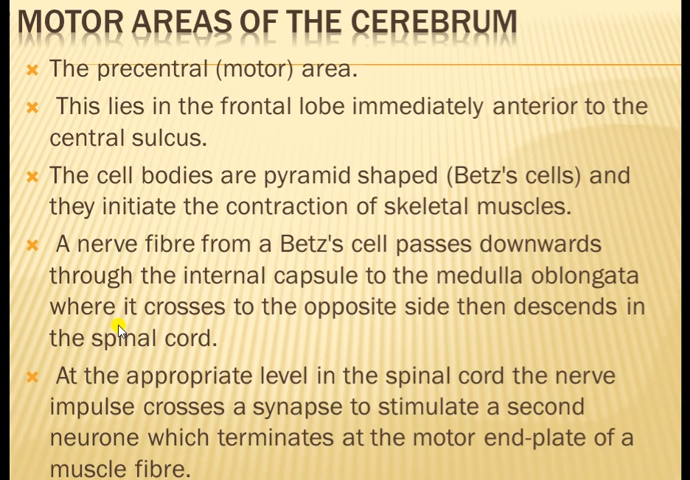 MOTOR AREAS OF THE CEREBRUM
The precentral (motor) area.
This lies in the frontal lobe immediately anterior to the
central sulcus.
The cell bodies are pyramid shaped (Betz's cells) and
they initiate the contraction of skeletal muscles.
A nerve fibre from a Betz's cell passes downwards
through the internal capsule to the medulla oblongata
where it crosses to the opposite side then descends in
the spinal cord.
At the appropriate level in the spinal cord the nerve
impulse crosses a synapse to stimulate a second
neurone which terminates at the motor end-plate of a
muscle fibre.